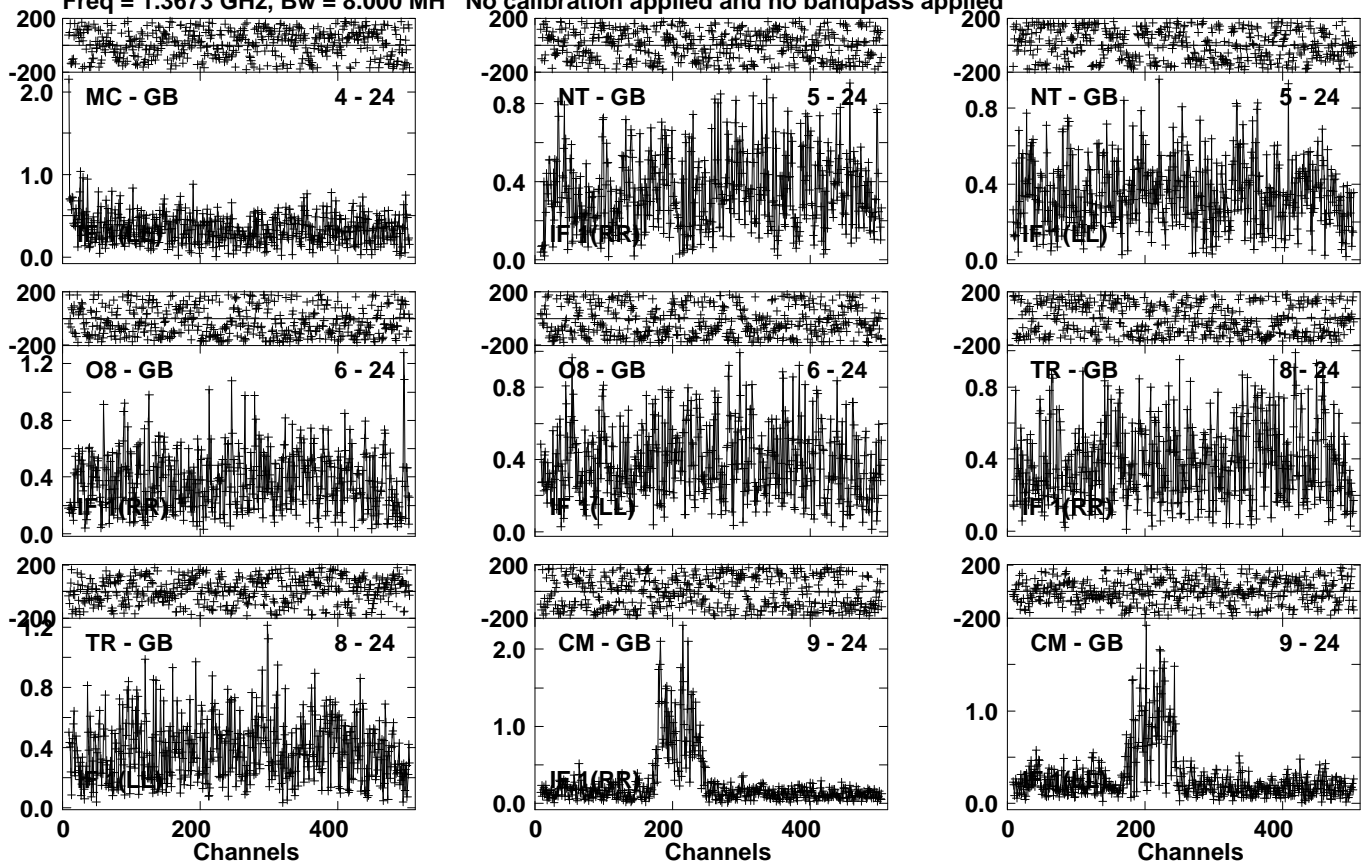 Freq = 1.3673 GHz, Bw = 8.000 MH No calibration applied and no bandpass applied
200 200 200
-200 -200 -200
MC - GB 4 - 24 NT - GB 5 - 24 NT - GB 5 - 24
2.0 0.8 0.8
1.0 0.4 0.4
IF 1(RR) IF 1(LL)
0.0 0.0 0.0
200 200 200
-200 -200 -200
1.2
O8 - GB 6 - 24 O8 - GB 6 - 24 TR - GB 8 - 24
0.8 0.8 0.8
0.4 0.4 0.4
IF 1(RR) IF 1(LL) IF 1(RR)
0.0 0.0 0.0
200 200 200
-200 -200 -200
1.2
TR - GB 8 - 24 CM - GB 9 - 24 CM - GB 9 - 24
0.8 2.0 1.0
0.4 1.0
IF 1(LL) IF 1(RR)
0.0 0.0 0.0
0 200 400 0 200 400 0 200 400
Channels Channels Channels